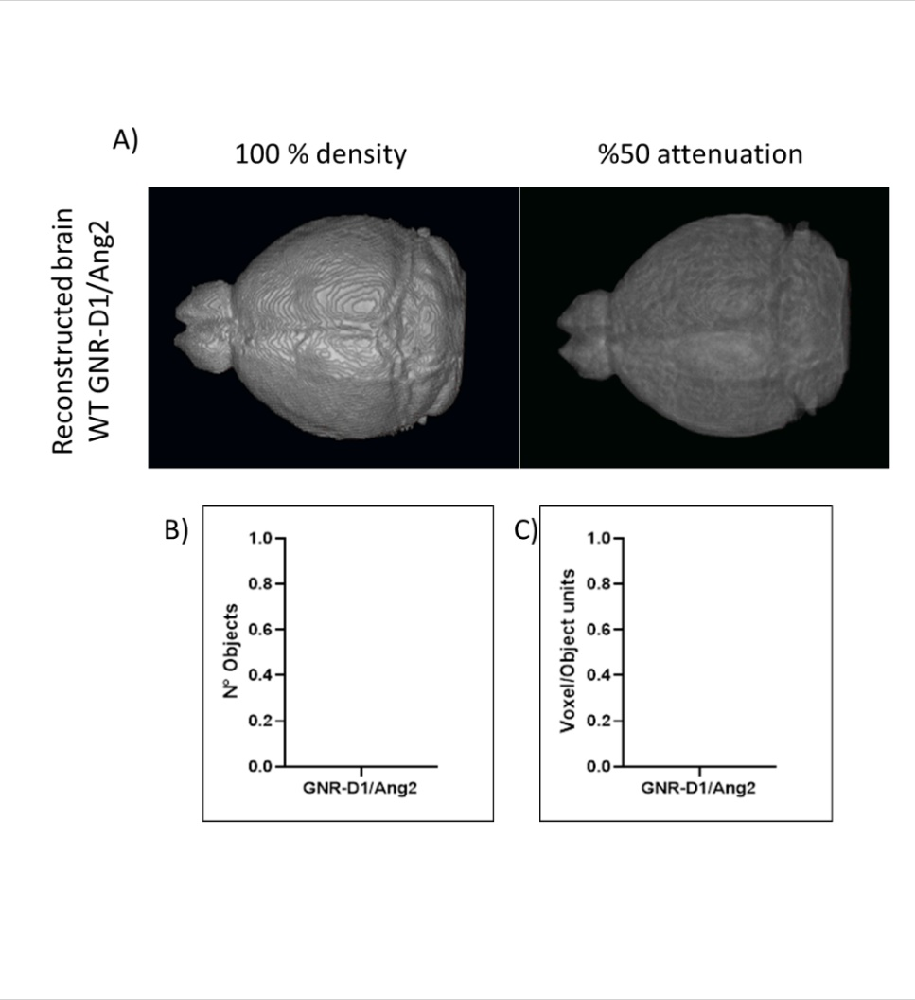 A)
100 % density
%50 attenuation
Reconstructed brain
WT GNR-D1/Ang2
B)
1.0
0.8
0.6
0.4
0.2
0.0
N° Objects
GNR-D1/Ang2
C)
1.0
0.8
0.6
0.4
0.2
0.0
Voxel/Object units
GNR-D1/Ang2